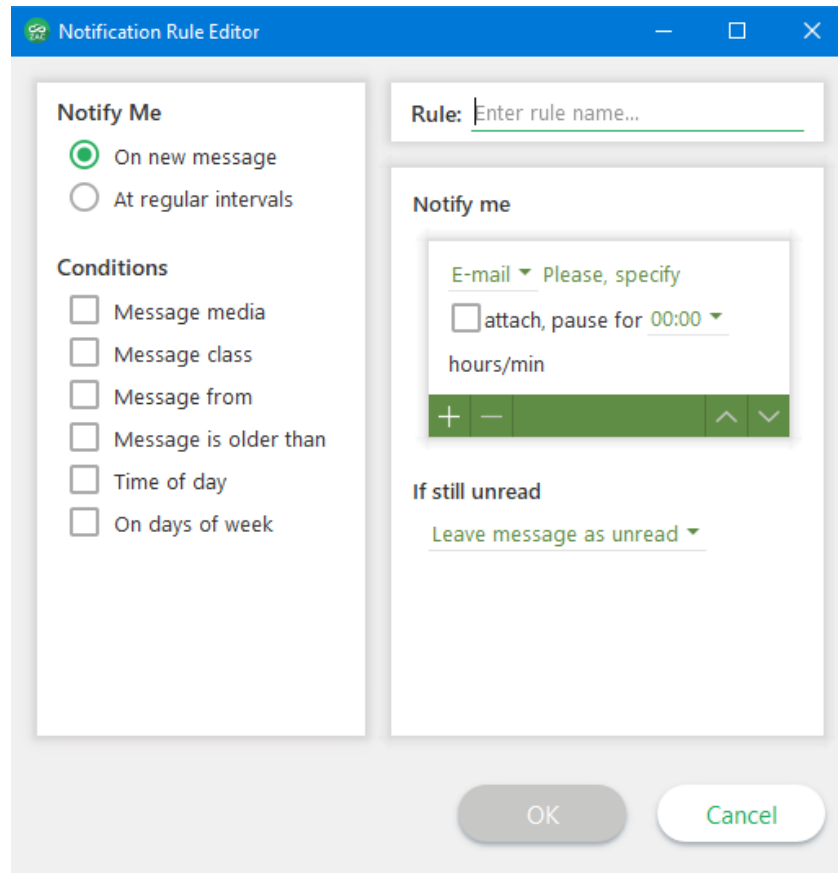 ZAC
Notification Rule Editor
Notify Me
On new message
At regular intervals
Conditions
Message media
Message class
Message from
Message is older than
Time of day
On days of week
Rule: Enter rule name...
Notify me
E-mail Please, specify
attach, pause for 00:00
hours/min
If still unread
Leave message as unread
OK
Cancel